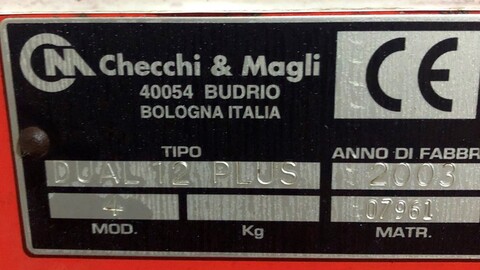 CM Checchi & Magli
40054 BUDRIO
BOLOGNA ITALIA
CE
TIPO
DUAL 12 PLUS
ANNO DI FABBR
2003
4
07961
MOD.
Kg
MATR.